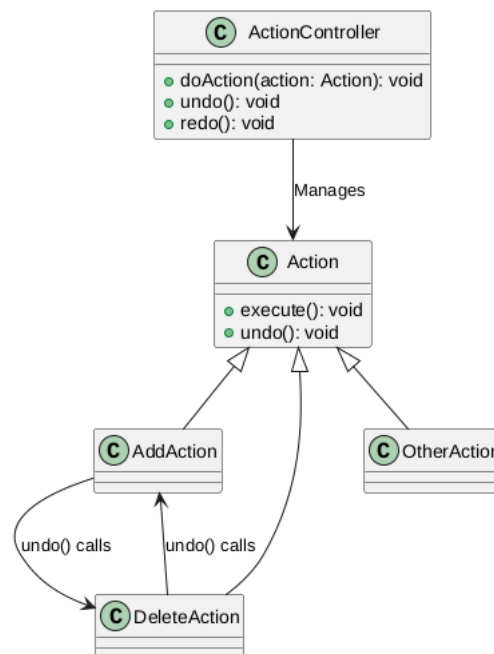 C ActionController
doAction(action: Action): void
undo(): void
redo(): void
Manages
C Action
execute(): void
undo(): void
C AddAction
C OtherAction
undo() calls
undo() calls
C DeleteAction